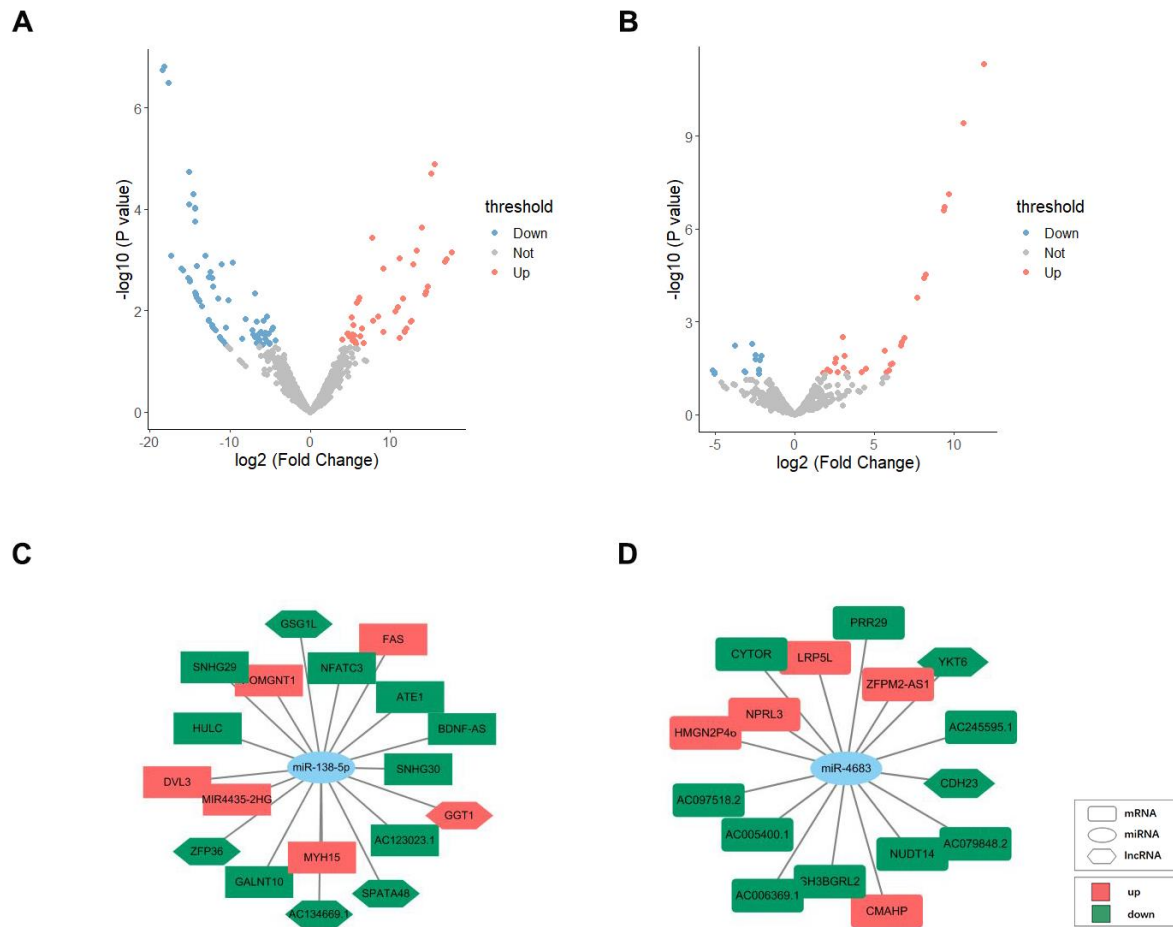 A
B
6
4
2
0
-20
-10
0
10
-log10 (P value)
log2 (Fold Change)
threshold
Down
Not
Up
9
6
3
0
-5
0
5
10
-log10 (P value)
log2 (Fold Change)
threshold
Down
Not
Up
C
D
GSG1L
FAS
SNHG29
OMGNT1
NFATC3
ATE1
HULC
BDNF-AS
miR-138-5p
SNHG30
DVL3
MIR4435-2HG
GGT1
AC123023.1
ZFP36
MYH15
GALNT10
SPATA48
AC134669.1
PRR29
CYTOR
LRP5L
YKT6
ZFPM2-AS1
NPRL3
HMGN2P46
AC245595.1
miR-4683
CDH23
AC097518.2
AC005400.1
AC079848.2
NUDT14
SH3BGRL2
AC006369.1
CMAHP
mRNA
miRNA
lncRNA
up
down